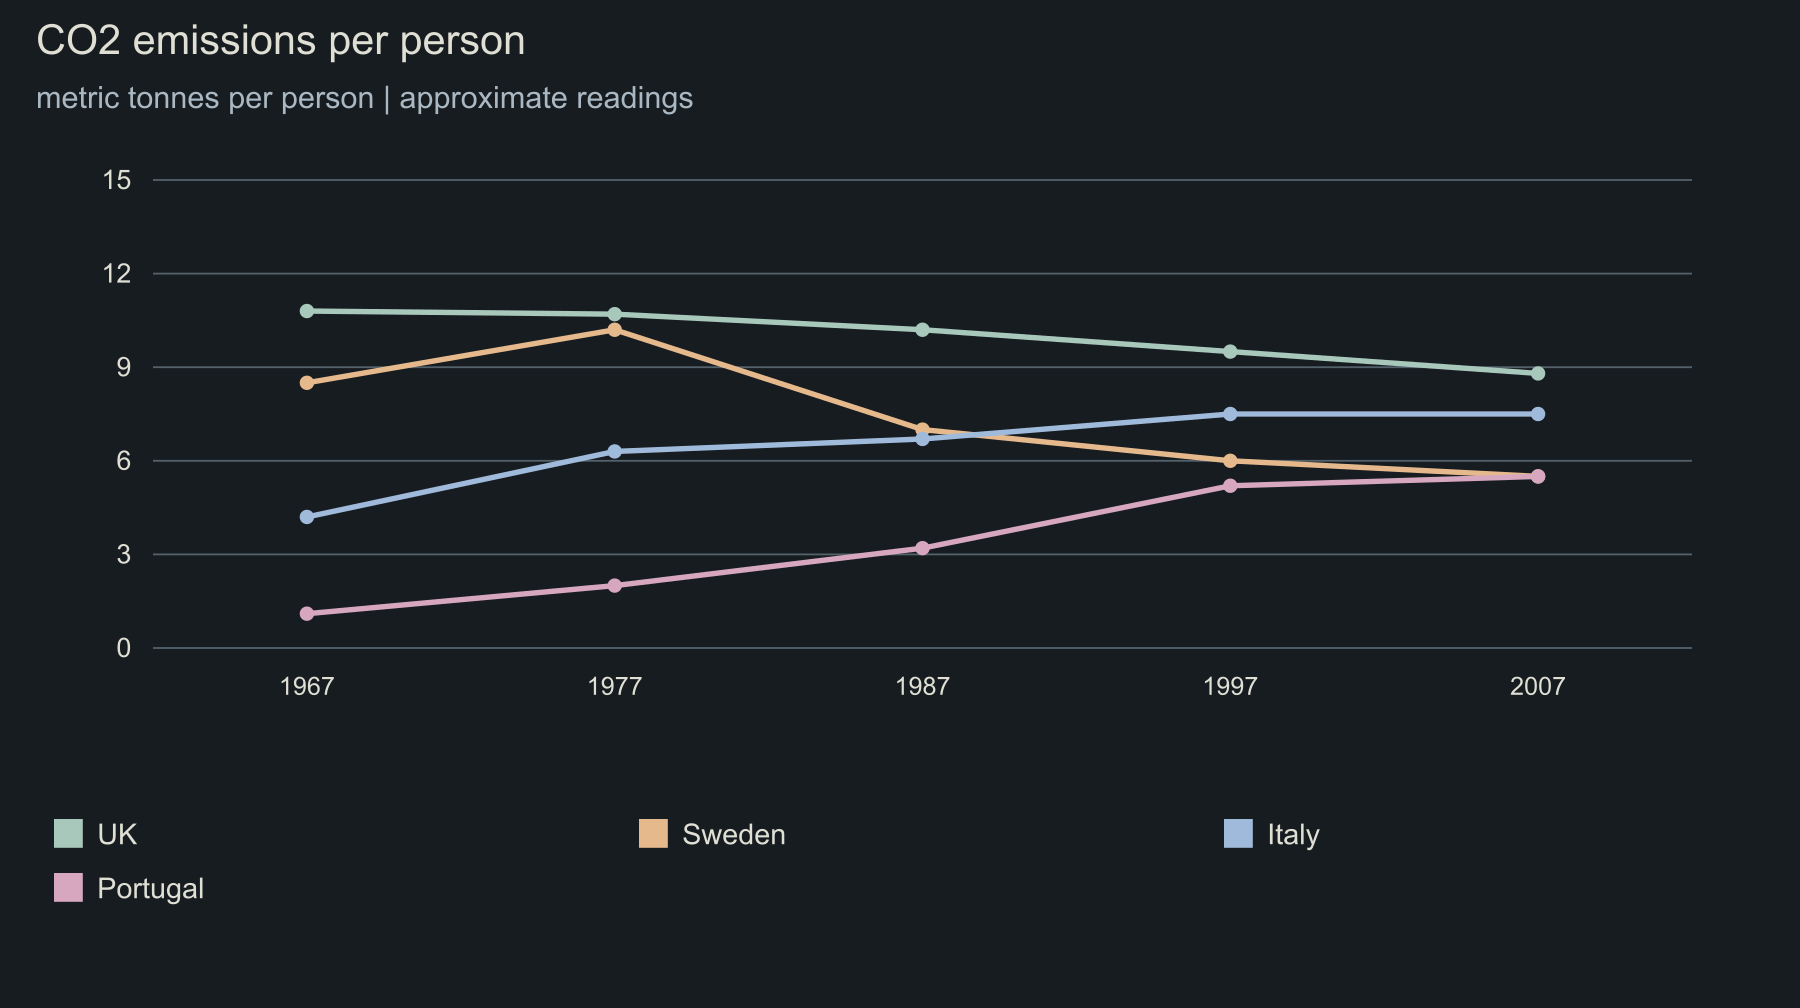 CO2 emissions per person
metric tonnes per person | approximate readings
15
12
9
6
3
0
1967 1977 1987 1997 2007
UK Sweden Italy
Portugal